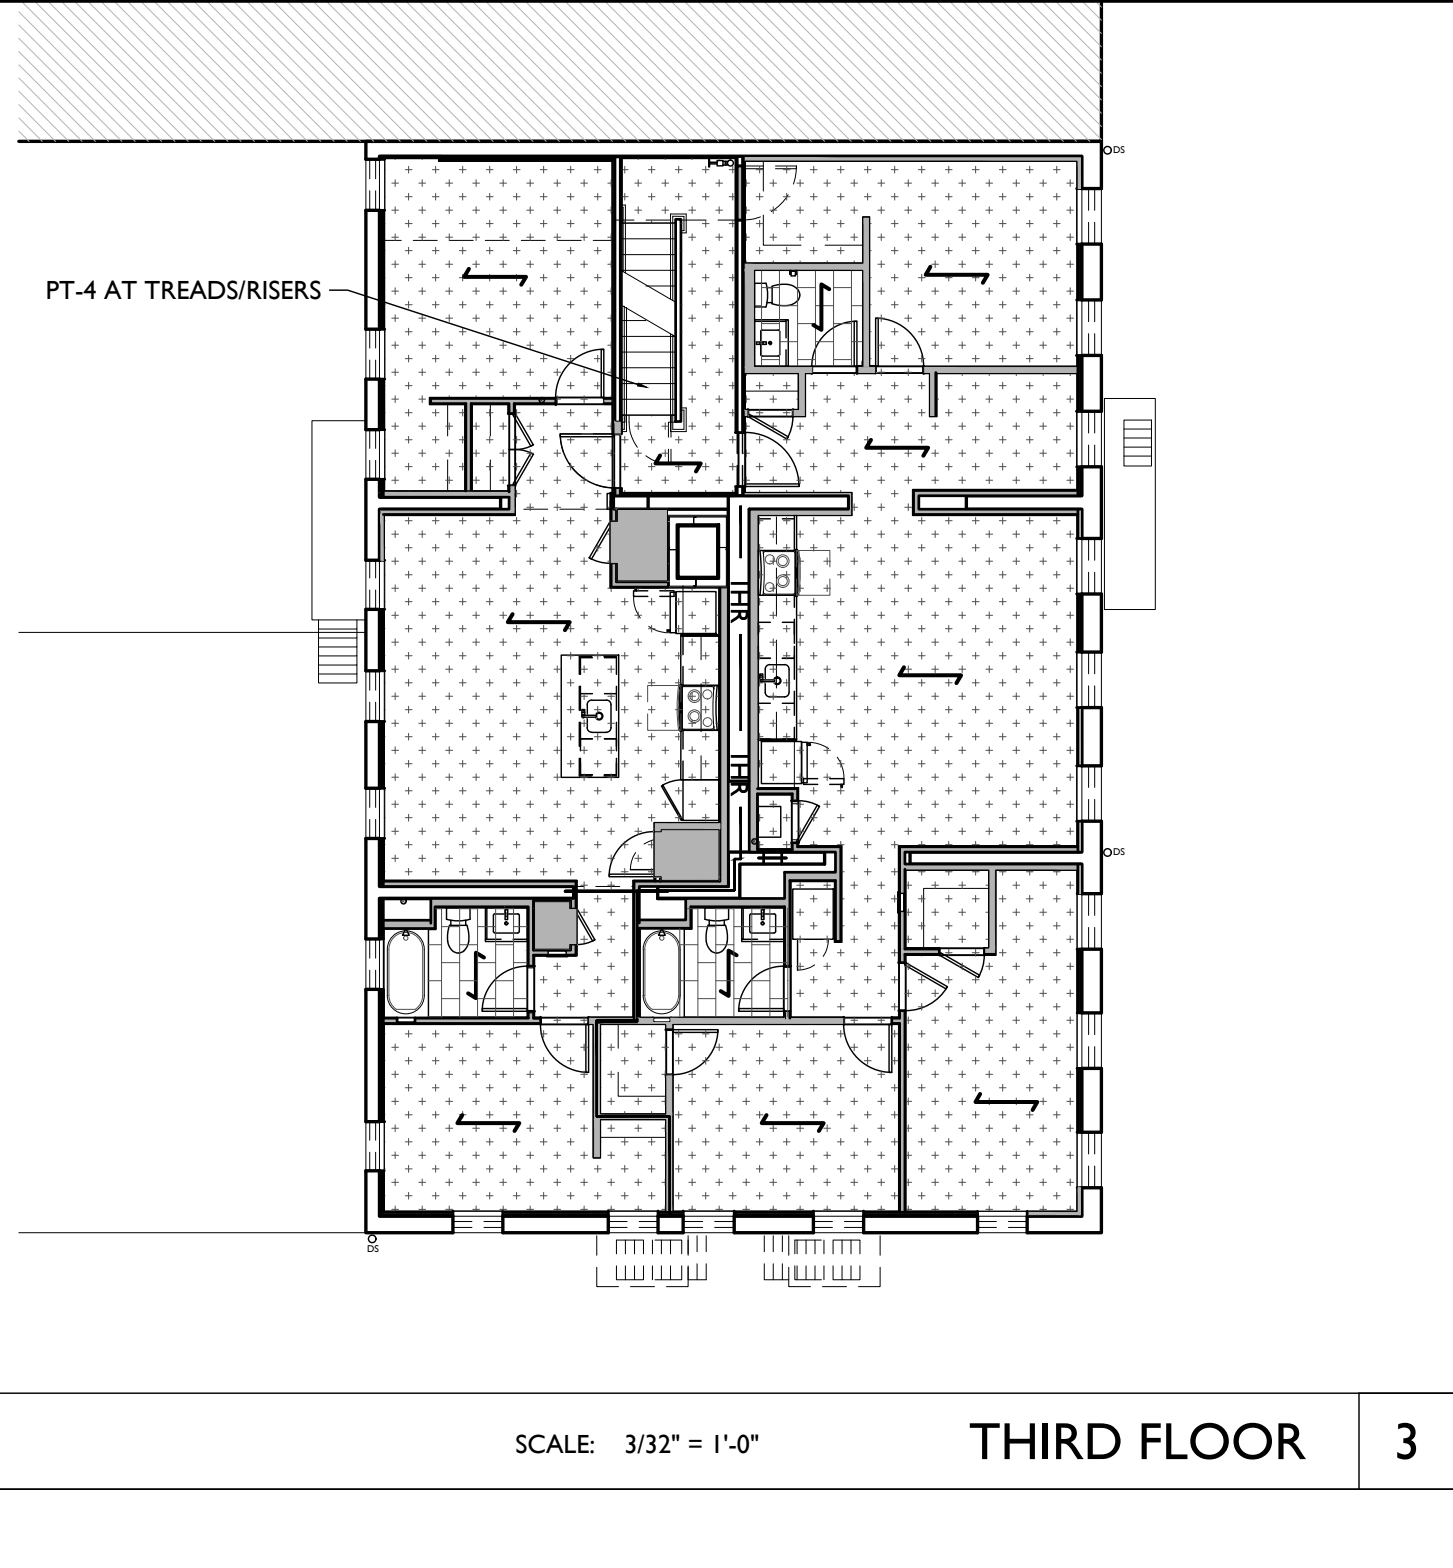 DS
PT-4 AT TREADS/RISERS
1HR
1HR
DS
DS
SCALE: 3/32" = 1'-0"
THIRD FLOOR
3